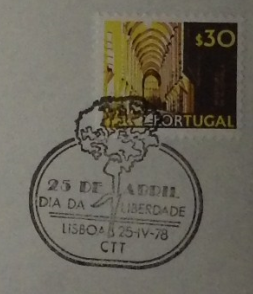 $30
PORTUGAL
25 DE ABRIL
DIA DA LIBERDADE
LISBOA 25-IV-78
CTT